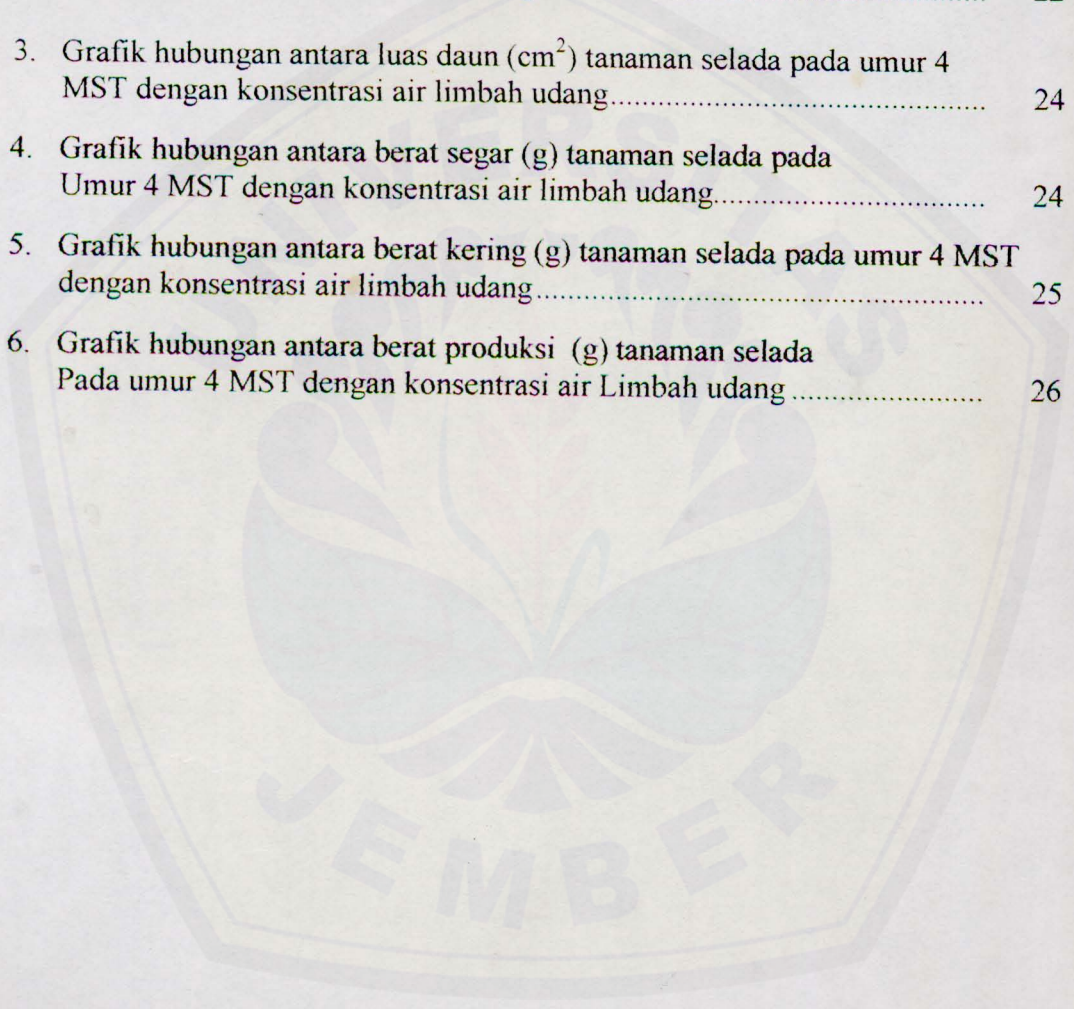 3. Grafik hubungan antara luas daun (cm²) tanaman selada pada umur 4
MST dengan konsentrasi air limbah udang................................................ 24
4. Grafik hubungan antara berat segar (g) tanaman selada pada
Umur 4 MST dengan konsentrasi air limbah udang.................................. 24
5. Grafik hubungan antara berat kering (g) tanaman selada pada umur 4 MST
dengan konsentrasi air limbah udang........................................................ 25
6. Grafik hubungan antara berat produksi (g) tanaman selada
Pada umur 4 MST dengan konsentrasi air Limbah udang........................ 26
UNIVERSITAS
JEMBER